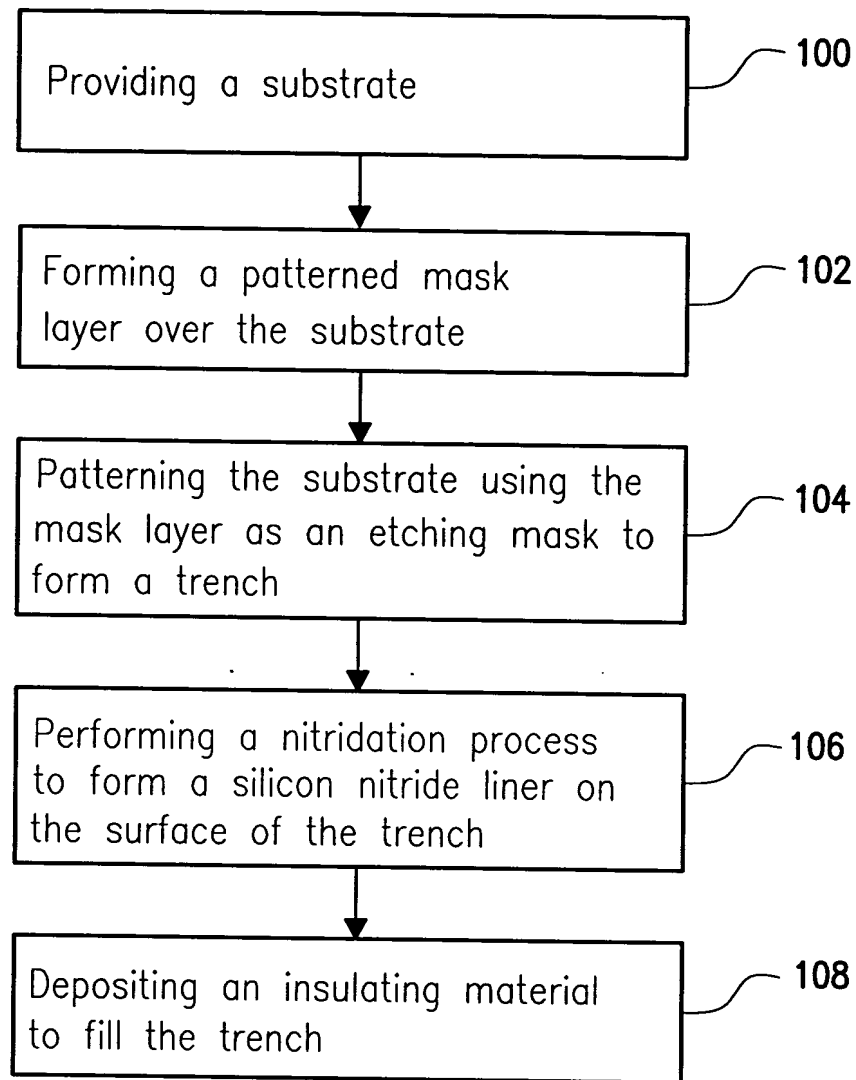 Providing a substrate
100
Forming a patterned mask
layer over the substrate
102
Patterning the substrate using the
mask layer as an etching mask to
form a trench
104
Performing a nitridation process
to form a silicon nitride liner on
the surface of the trench
106
Depositing an insulating material
to fill the trench
108